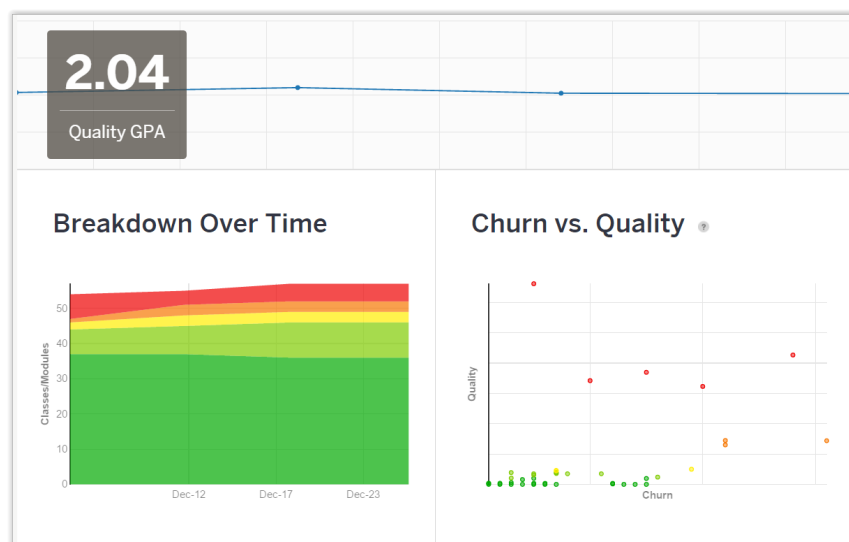 2.04
Quality GPA
Breakdown Over Time
Churn vs. Quality ?
50
40
30
20
10
0
Classes/Modules
Dec-12 Dec-17 Dec-23
Quality
Churn